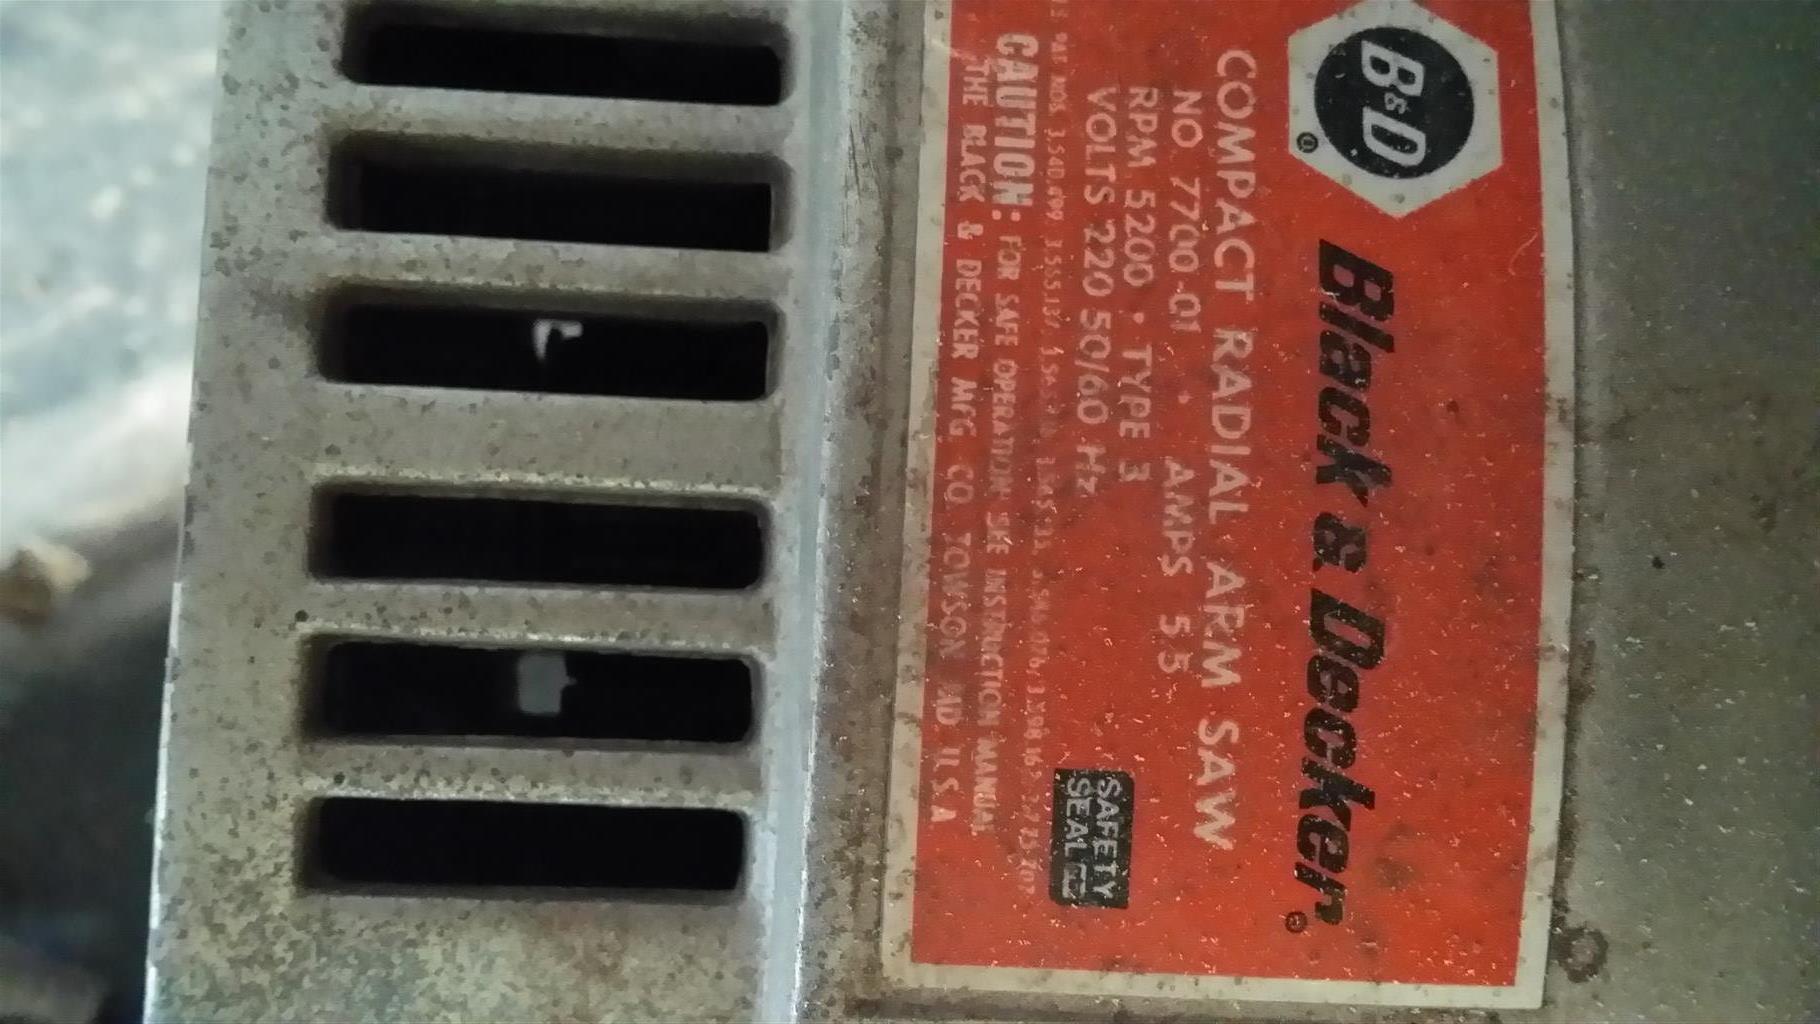 B&D
®
Black & Decker®
COMPACT RADIAL ARM SAW
NO 7700-01 · AMPS 5.5
RPM 5200 · TYPE 3
VOLTS 220 50/60 Hz
SAFETY
SEAL
CAUTION: FOR SAFE OPERATION SEE INSTRUCTION MANUAL
THE BLACK & DECKER MFG CO TOWSON MD U.S.A